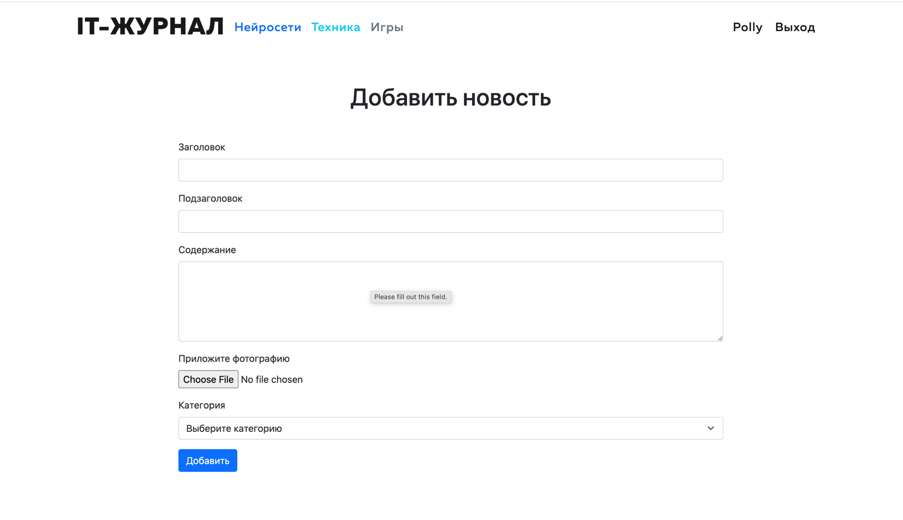 IT-ЖУРНАЛ Нейросети Техника Игры Polly Выход
Добавить новость
Заголовок
Подзаголовок
Содержание
Please fill out this field.
Приложите фотографию
Choose File No file chosen
Категория
Выберите категорию
Добавить